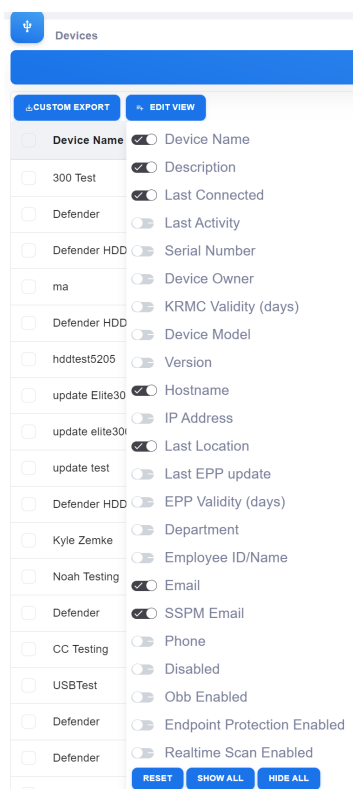 Devices
CUSTOM EXPORT
EDIT VIEW
Device Name
300 Test
Defender
Defender HDD
ma
Defender HDD
hddtest5205
update Elite30
update elite300
update test
Defender HDD
Kyle Zemke
Noah Testing
Defender
CC Testing
USBTest
Defender
Defender
Device Name
Description
Last Connected
Last Activity
Serial Number
Device Owner
KRMC Validity (days)
Device Model
Version
Hostname
IP Address
Last Location
Last EPP update
EPP Validity (days)
Department
Employee ID/Name
Email
SSPM Email
Phone
Disabled
Obb Enabled
Endpoint Protection Enabled
Realtime Scan Enabled
RESET
SHOW ALL
HIDE ALL